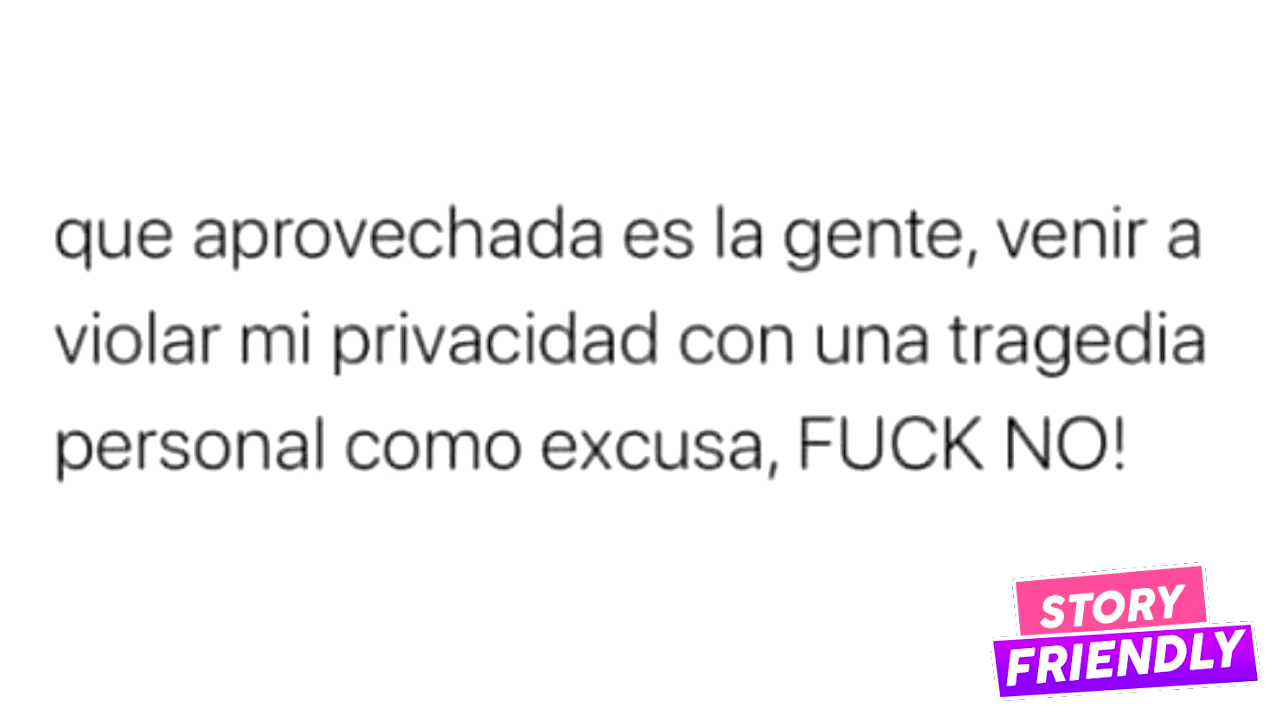 que aprovechada es la gente, venir a
violar mi privacidad con una tragedia
personal como excusa, FUCK NO!
STORY
FRIENDLY